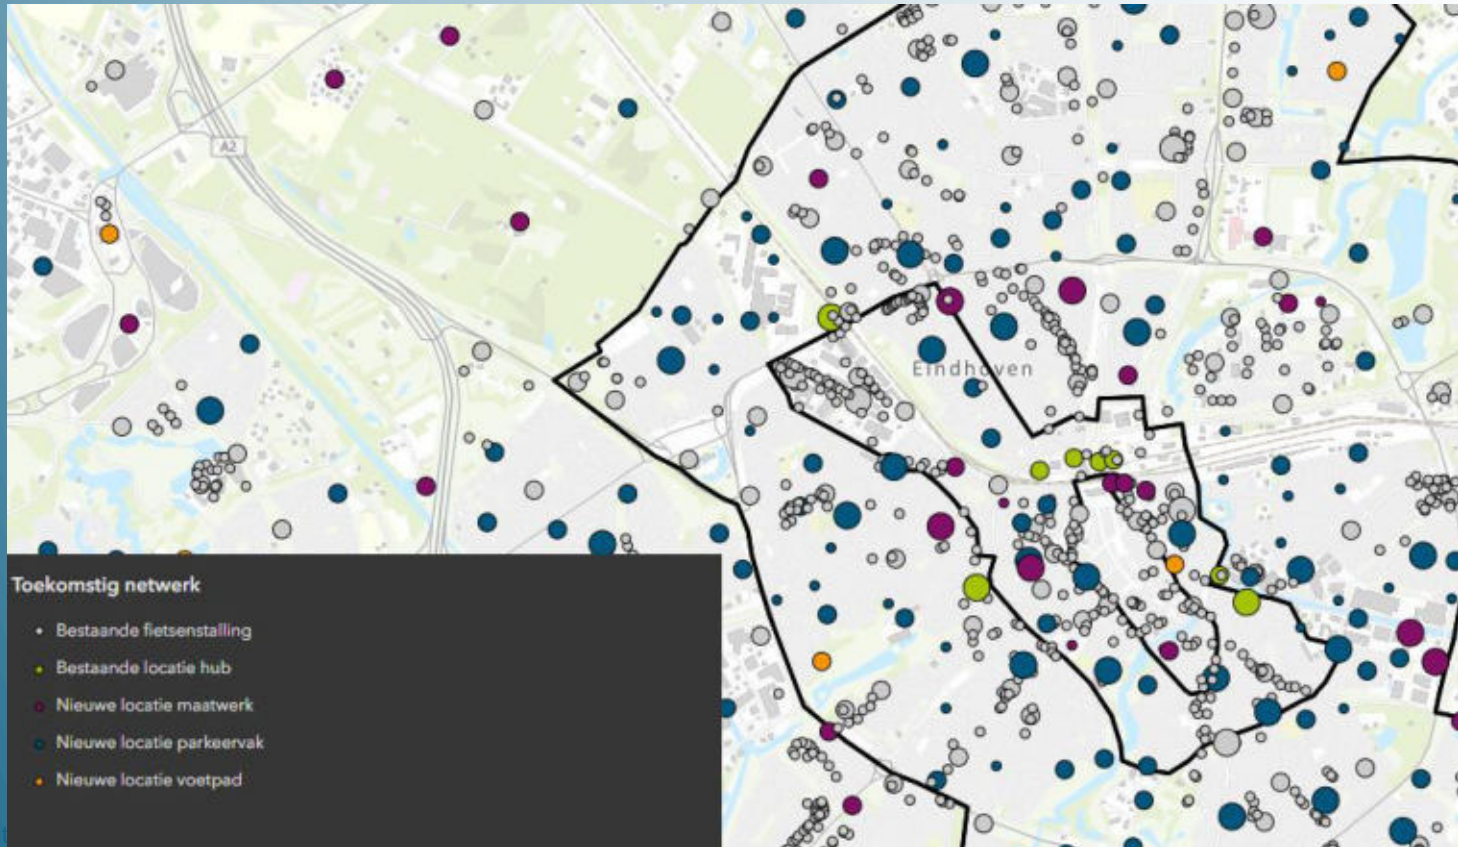 A2
Eindhoven
Toekomstig netwerk
Bestaande fietsenstalling
Bestaande locatie hub
Nieuwe locatie maatwerk
Nieuwe locatie parkeervak
Nieuwe locatie voetpad